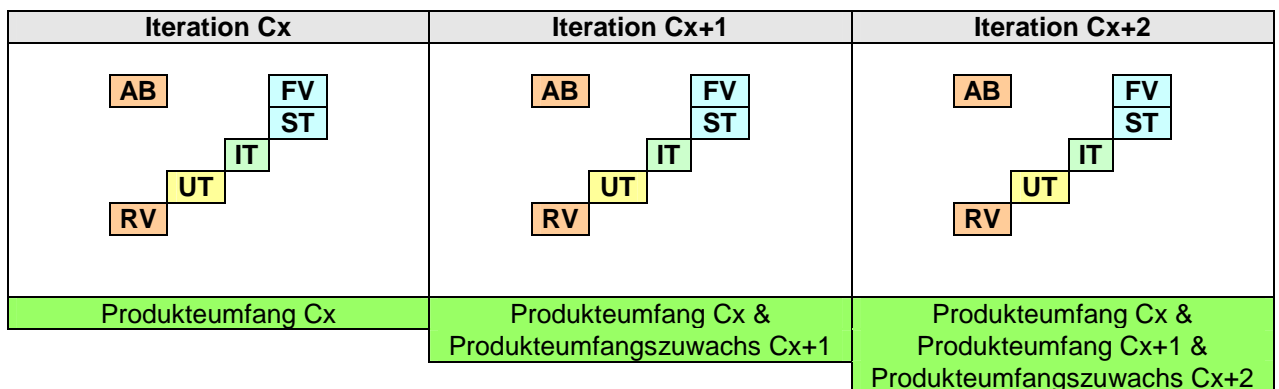 Iteration Cx Iteration Cx+1 Iteration Cx+2
AB FV AB FV AB FV
ST ST ST
IT IT IT
UT UT UT
RV RV RV
Produkteumfang Cx Produkteumfang Cx & Produkteumfang Cx &
Produkteumfangszuwachs Cx+1 Produkteumfang Cx+1 &
Produkteumfangszuwachs Cx+2